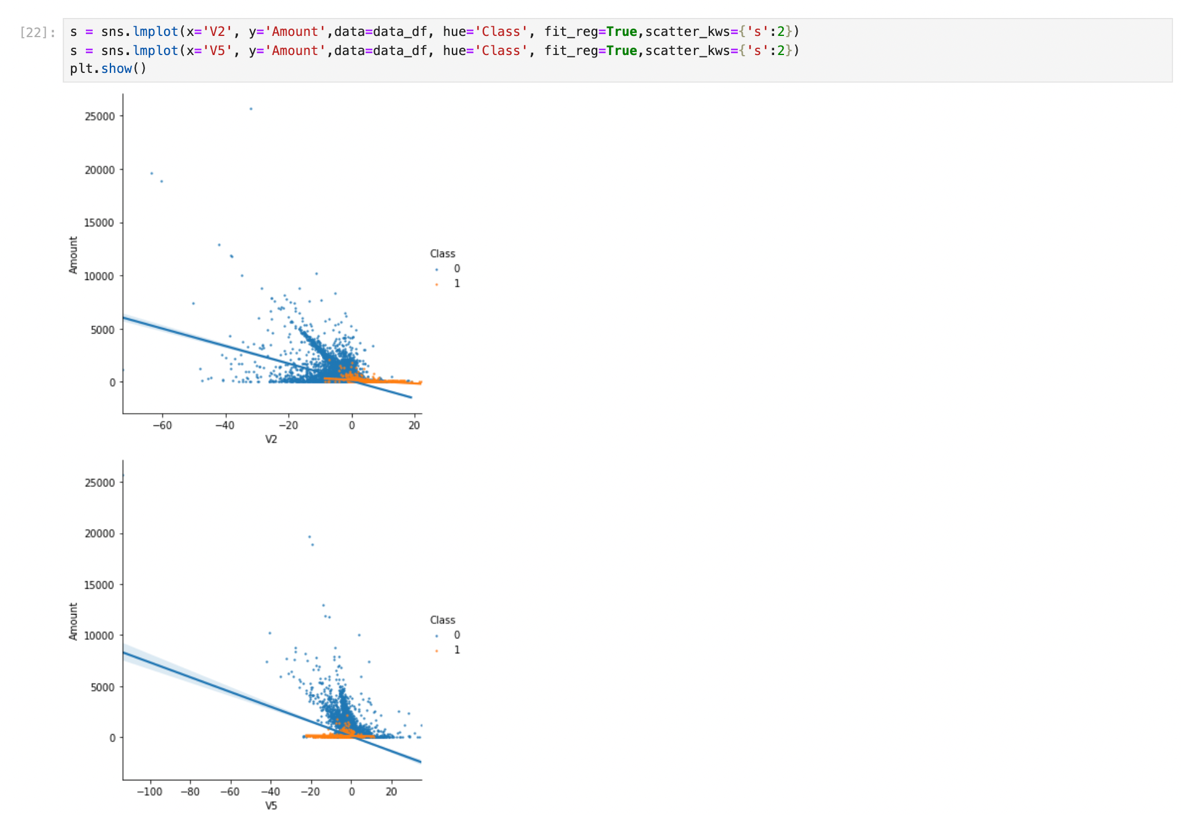 [22]: s = sns.lmplot(x='V2', y='Amount',data=data_df, hue='Class', fit_reg=True,scatter_kws={'s':2})
s = sns.lmplot(x='V5', y='Amount',data=data_df, hue='Class', fit_reg=True,scatter_kws={'s':2})
plt.show()
25000
20000
15000
10000
5000
0
Amount
Class
0
1
−60 −40 −20 0 20
V2
25000
20000
15000
10000
5000
0
Amount
Class
0
1
−100 −80 −60 −40 −20 0 20
V5